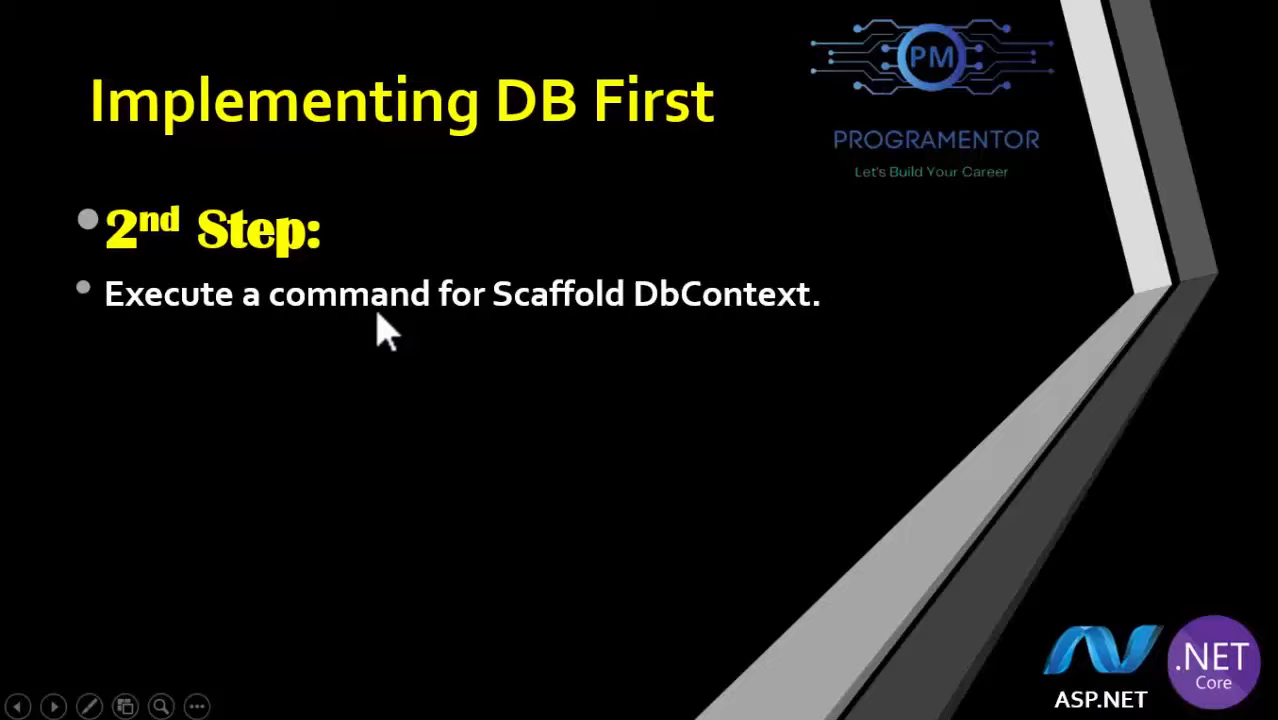 Implementing DB First
PM
PROGRAMENTOR
Let's Build Your Career
2nd Step:
Execute a command for Scaffold DbContext.
ASP.NET
.NET
Core